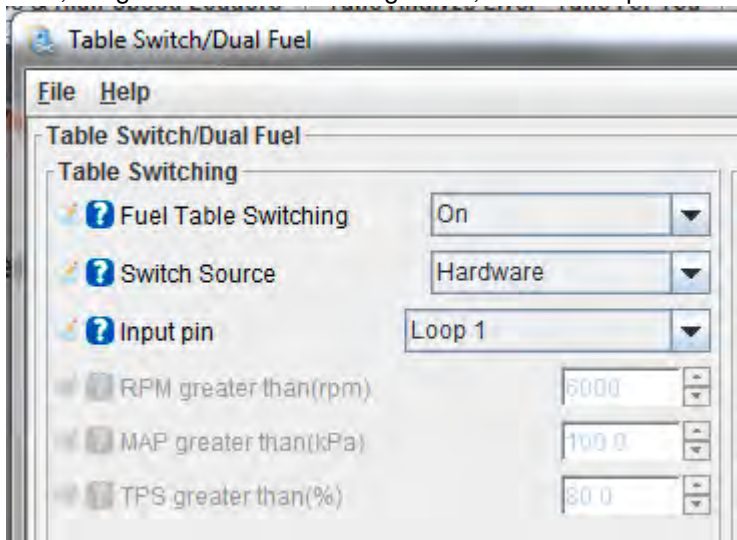 Table Switch/Dual Fuel
File Help
Table Switch/Dual Fuel
Table Switching
Fuel Table Switching On
Switch Source Hardware
Input pin Loop 1
RPM greater than(rpm) 6000
MAP greater than(kPa) 100.0
TPS greater than(%) 80.0